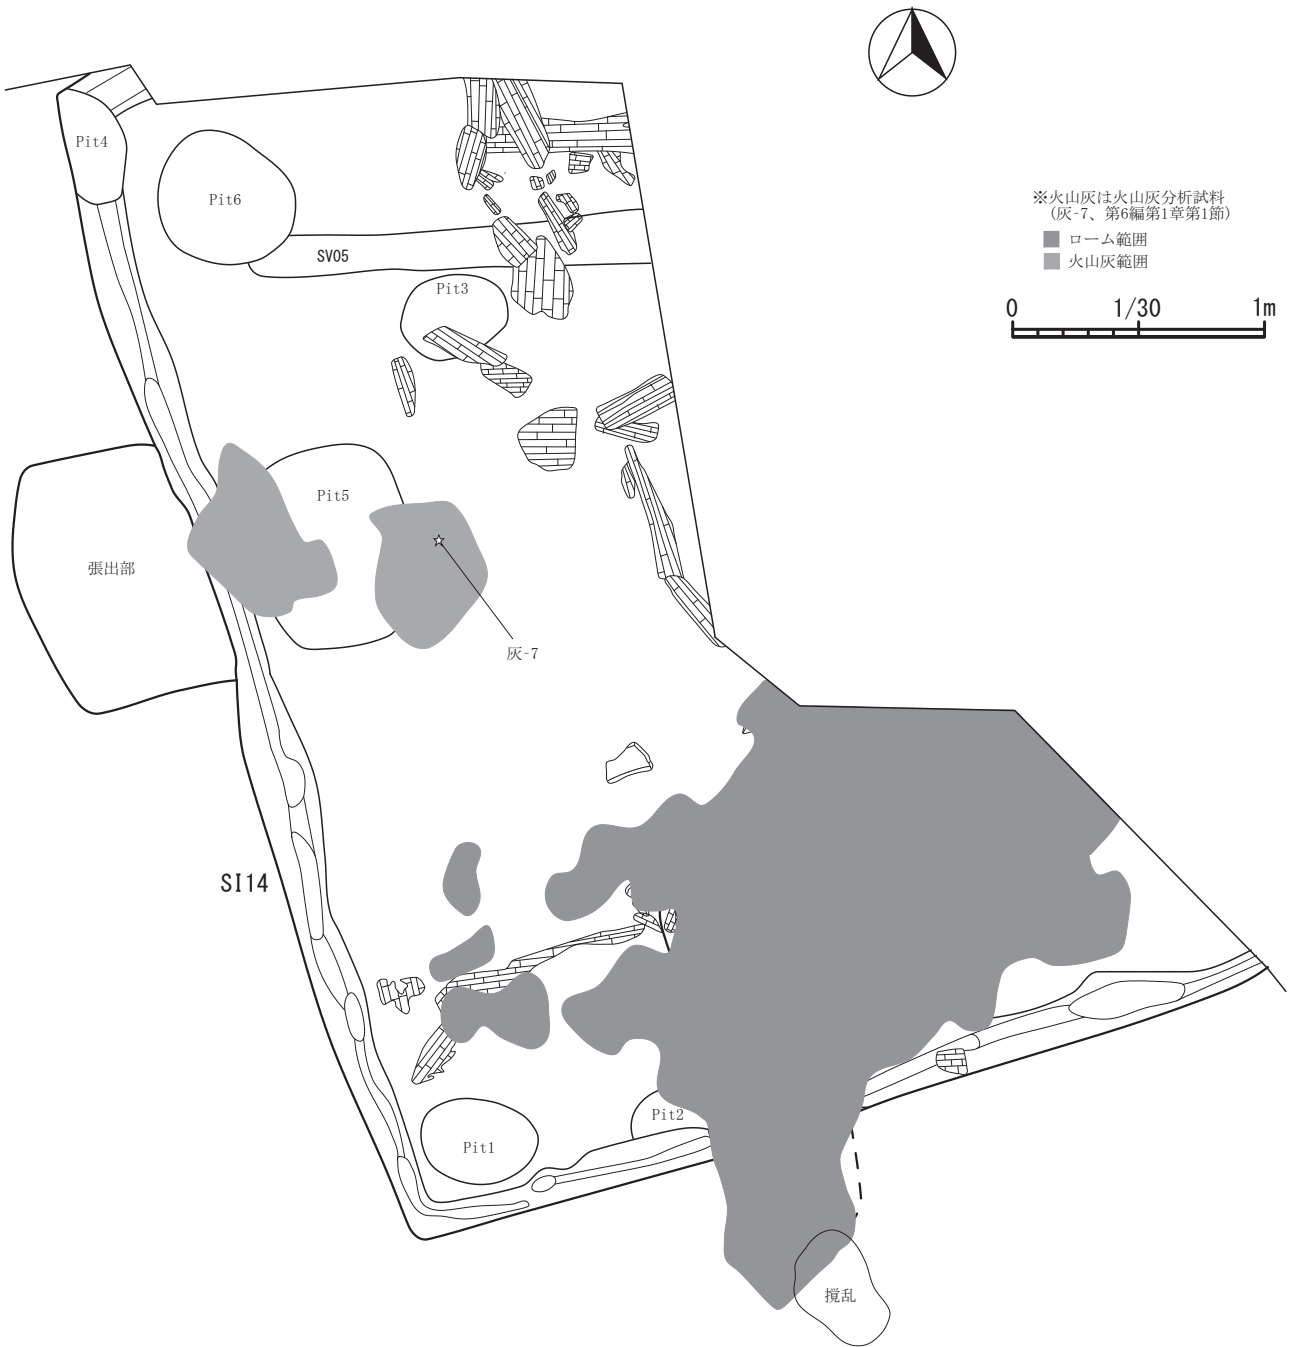 Pit4
Pit6
※火山灰は火山灰分析試料
(灰-7、第6編第1章第1節)
ローム範囲
火山灰範囲
SV05
Pit3
0 1/30 1m
Pit5
張出部
灰-7
SI14
Pit2
Pit1
撹乱